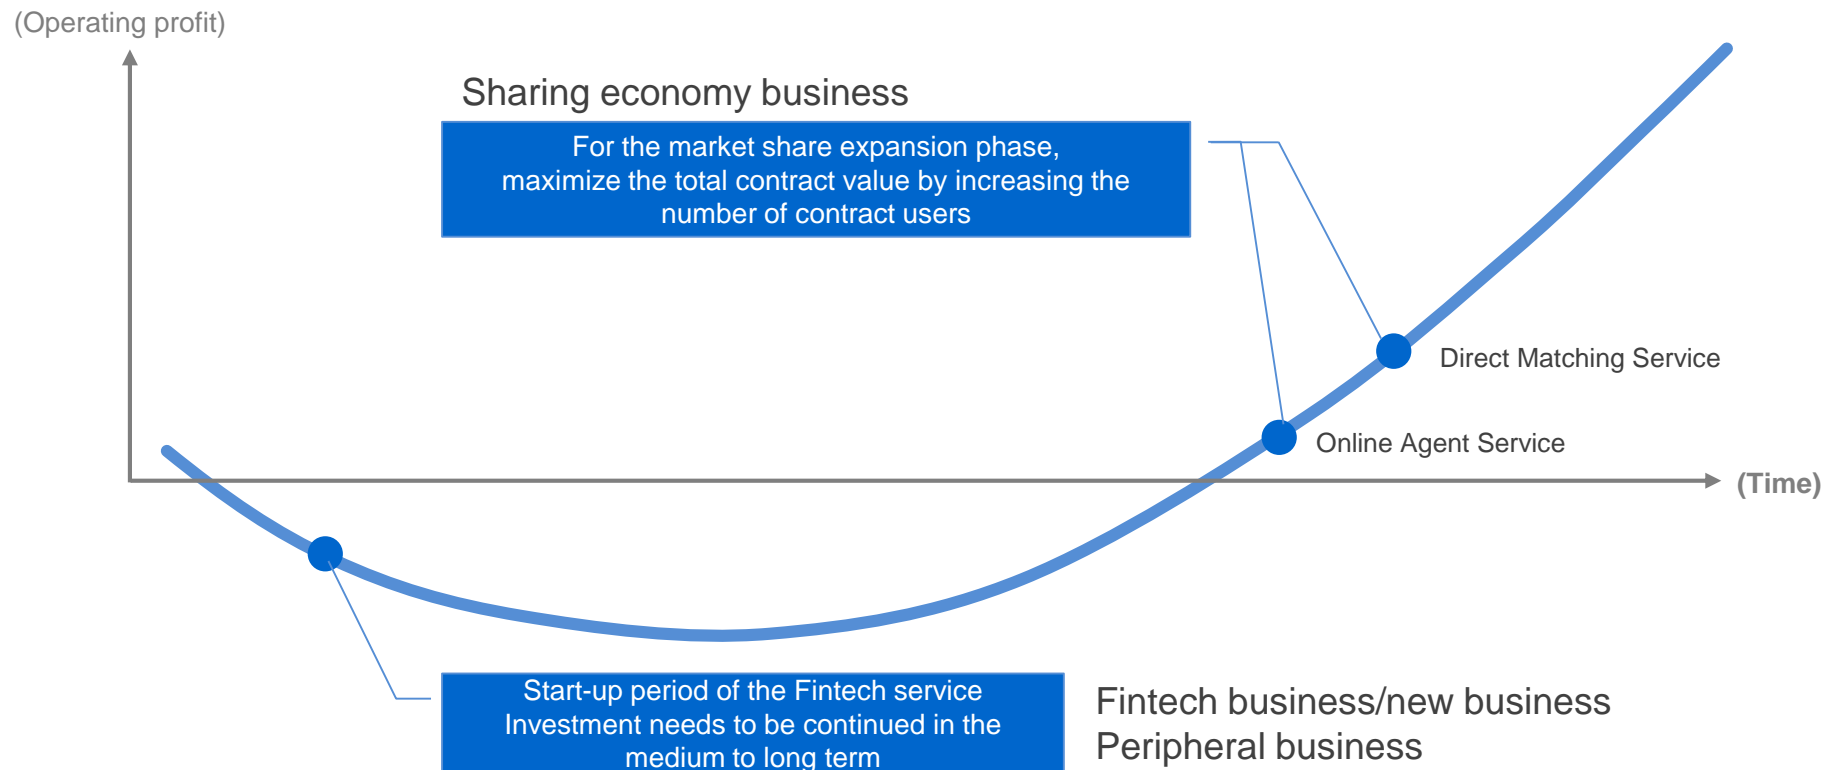 (Operating profit)
Sharing economy business
For the market share expansion phase,
maximize the total contract value by increasing the
number of contract users
Direct Matching Service
Online Agent Service
(Time)
Start-up period of the Fintech service
Investment needs to be continued in the
medium to long term
Fintech business/new business
Peripheral business